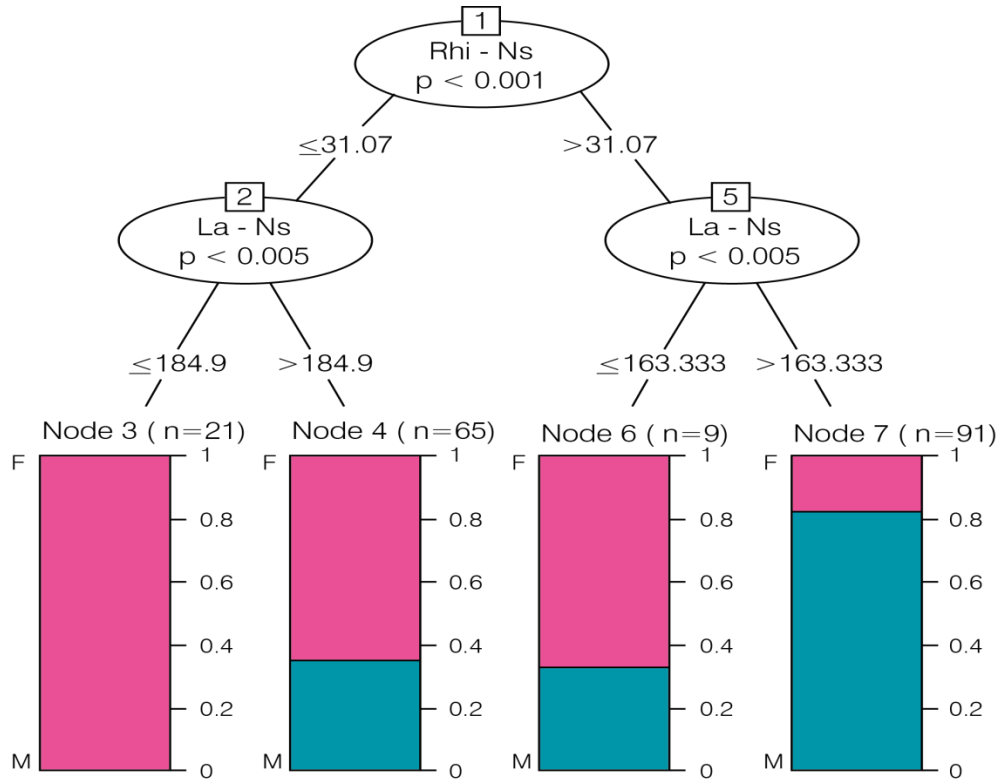 1
Rhi - Ns
p < 0.001
≤31.07
>31.07
2
La - Ns
p < 0.005
5
La - Ns
p < 0.005
≤184.9
>184.9
≤163.333
>163.333
Node 3 ( n=21)
F
M
1
0.8
0.6
0.4
0.2
0
Node 4 ( n=65)
F
M
1
0.8
0.6
0.4
0.2
0
Node 6 ( n=9)
F
M
1
0.8
0.6
0.4
0.2
0
Node 7 ( n=91)
F
M
1
0.8
0.6
0.4
0.2
0